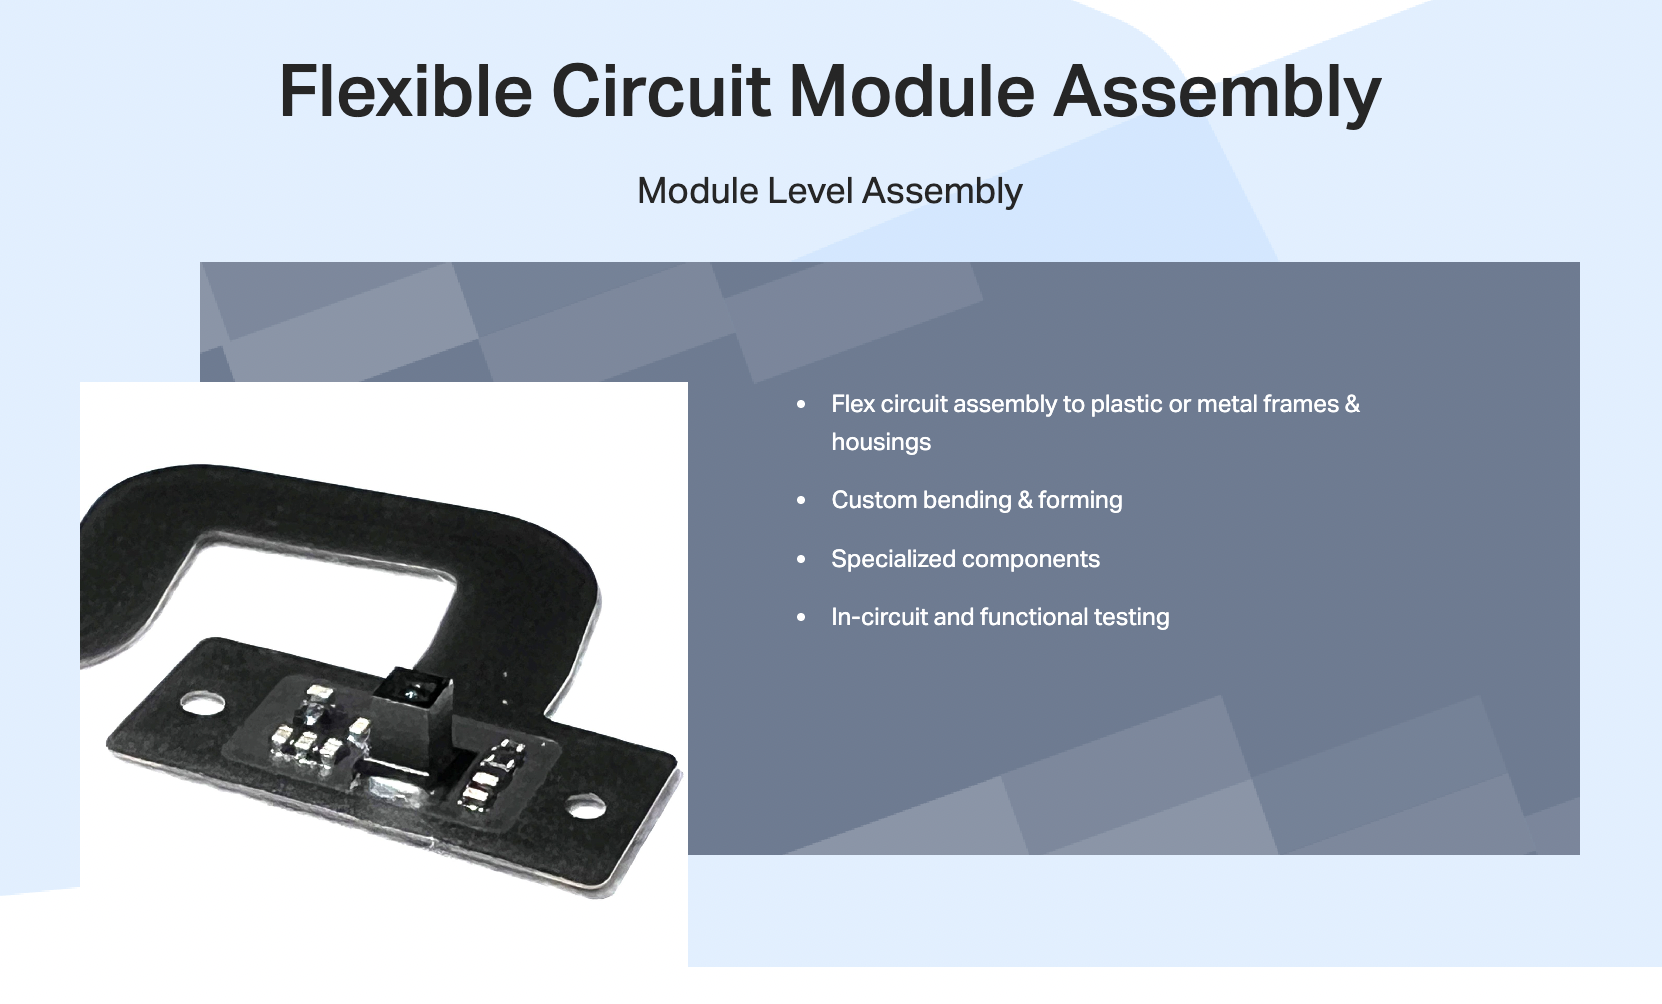 Flexible Circuit Module Assembly
Module Level Assembly
• Flex circuit assembly to plastic or metal frames &
housings
• Custom bending & forming
• Specialized components
• In-circuit and functional testing